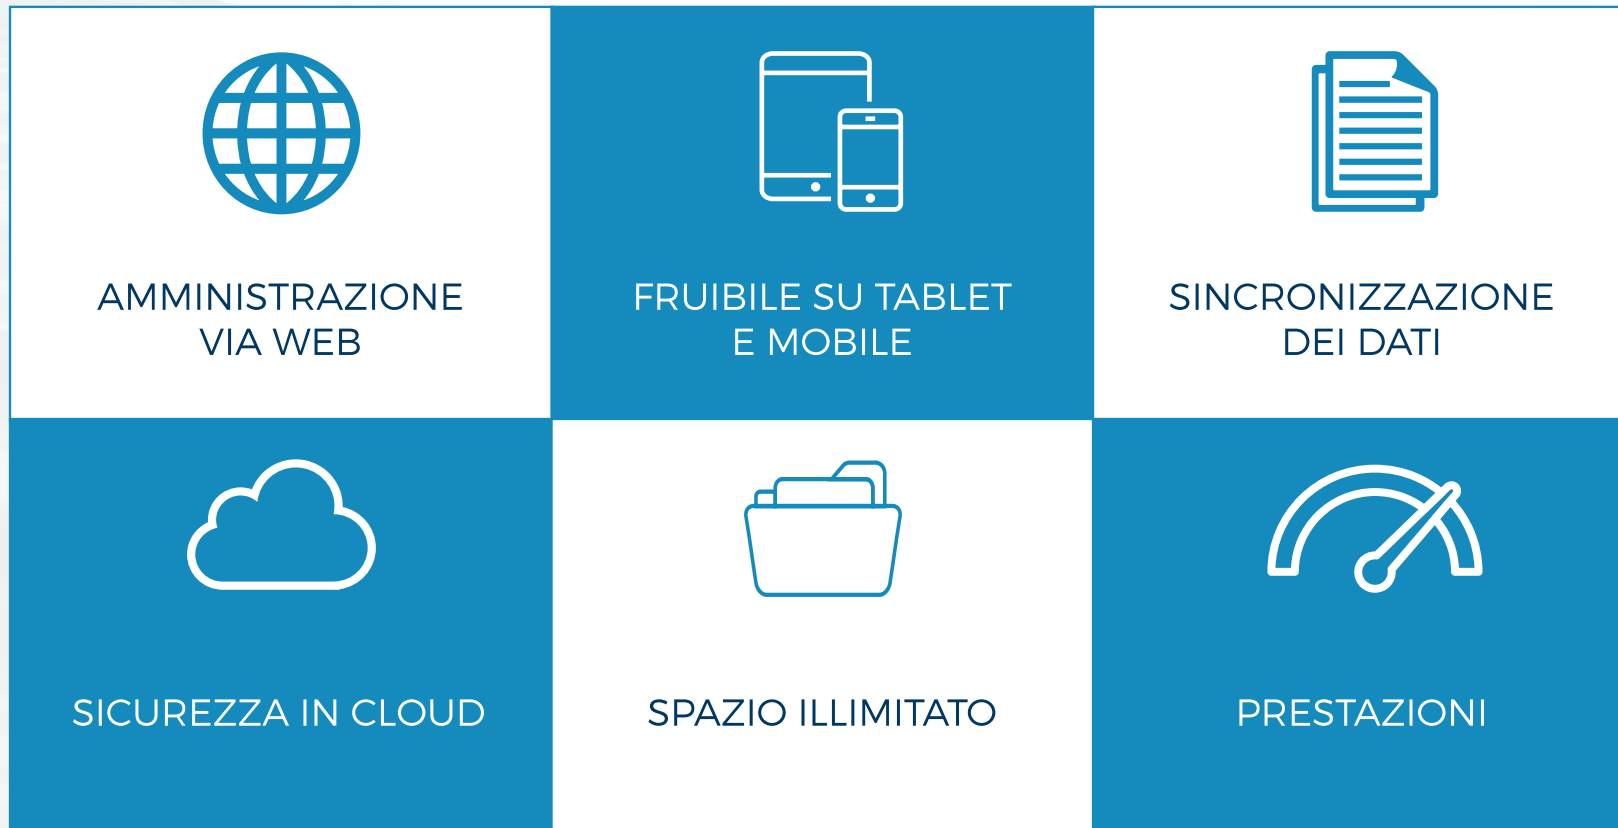 AMMINISTRAZIONE
VIA WEB
FRUIBILE SU TABLET
E MOBILE
SINCRONIZZAZIONE
DEI DATI
SICUREZZA IN CLOUD
SPAZIO ILLIMITATO
PRESTAZIONI